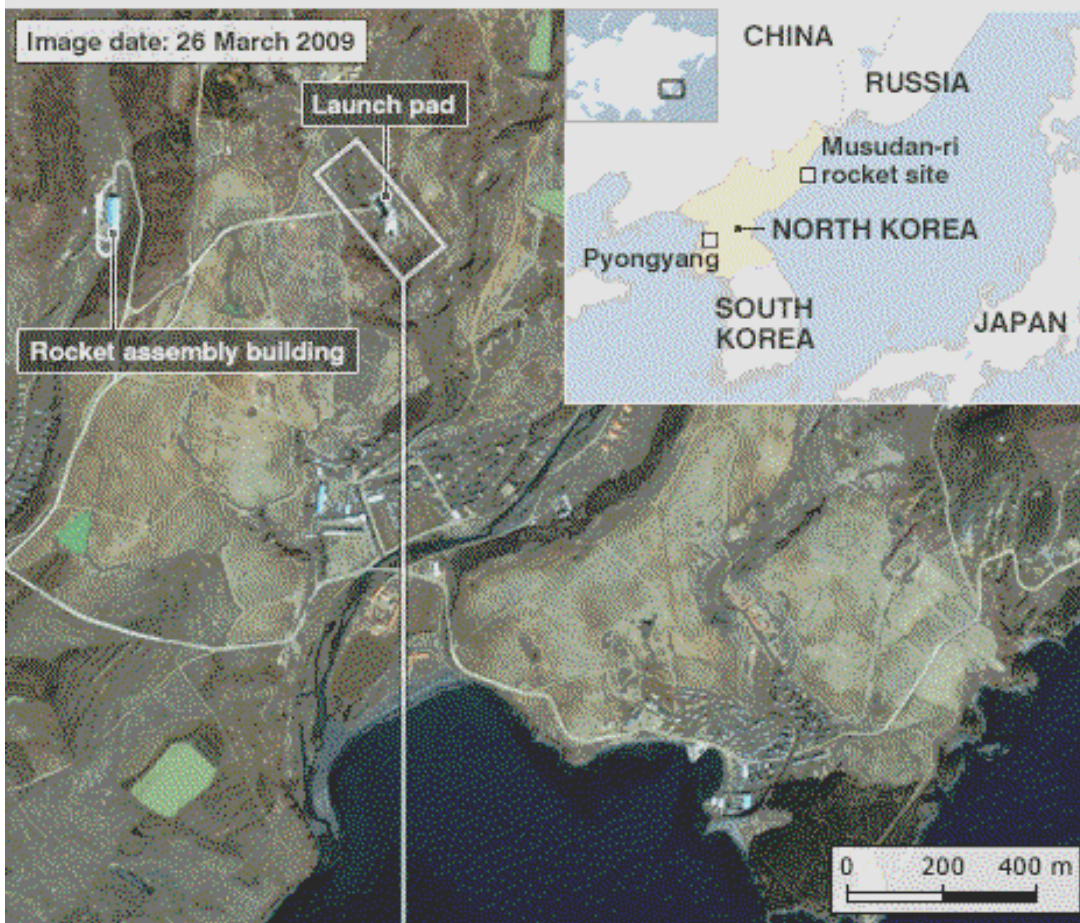 Image date: 26 March 2009
Launch pad
Rocket assembly building
CHINA
RUSSIA
Musudan-ri
rocket site
NORTH KOREA
Pyongyang
SOUTH
KOREA
JAPAN
0 200 400 m